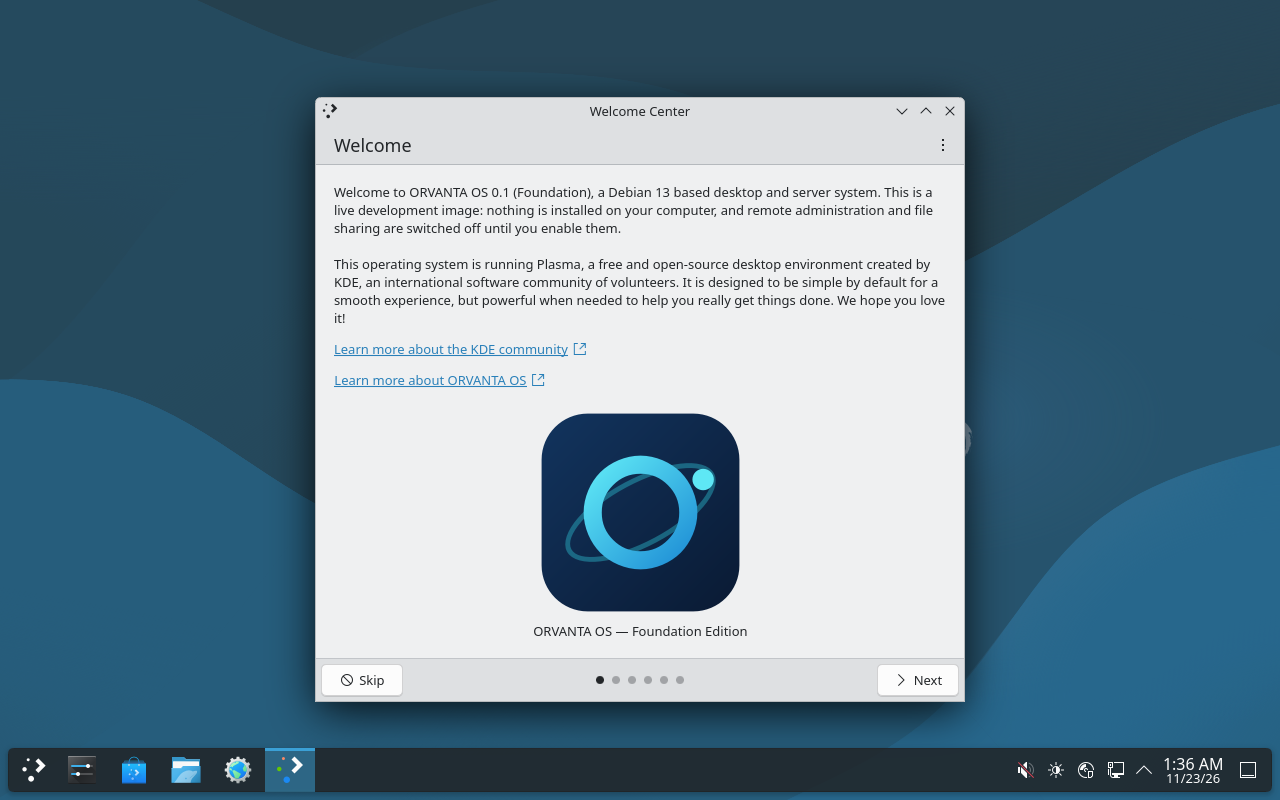 Welcome Center
Welcome
Welcome to ORVANTA OS 0.1 (Foundation), a Debian 13 based desktop and server system. This is a
live development image: nothing is installed on your computer, and remote administration and file
sharing are switched off until you enable them.
This operating system is running Plasma, a free and open-source desktop environment created by
KDE, an international software community of volunteers. It is designed to be simple by default for a
smooth experience, but powerful when needed to help you really get things done. We hope you love
it!
Learn more about the KDE community
Learn more about ORVANTA OS
ORVANTA OS — Foundation Edition
Skip
Next
1:36 AM
11/23/26